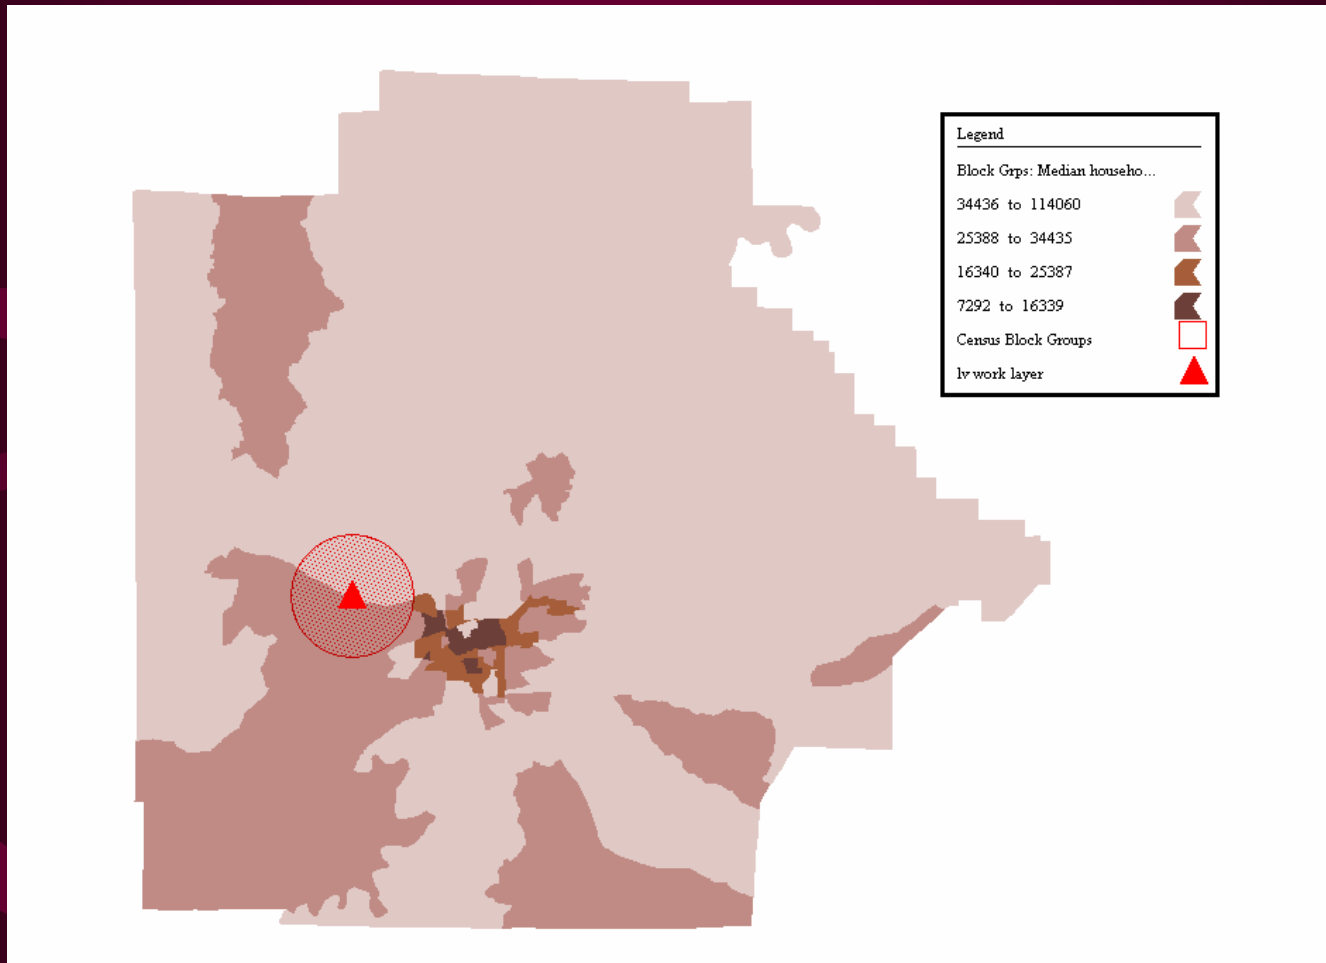 Legend
Block Grps: Median househo...
34436 to 114060
25388 to 34435
16340 to 25387
7292 to 16339
Census Block Groups
lv work layer